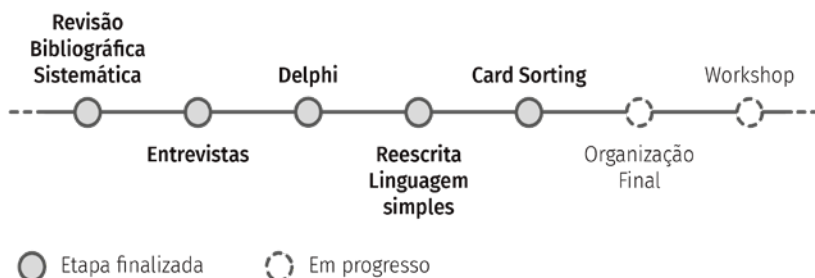 Revisão
Bibliográfica
Sistemática
Entrevistas
Delphi
Reescrita
Linguagem
simples
Card Sorting
Organização
Final
Workshop
Etapa finalizada
Em progresso